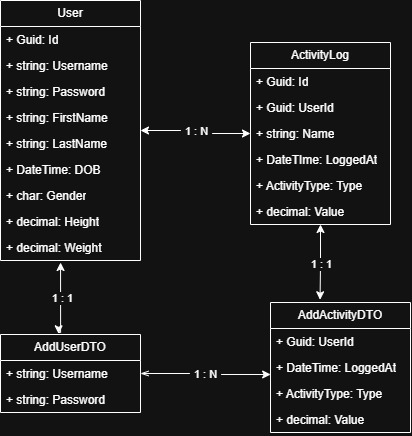 User
+ Guid: Id
+ string: Username
+ string: Password
+ string: FirstName
+ string: LastName
+ DateTime: DOB
+ char: Gender
+ decimal: Height
+ decimal: Weight
1 : N
ActivityLog
+ Guid: Id
+ Guid: UserId
+ string: Name
+ DateTIme: LoggedAt
+ ActivityType: Type
+ decimal: Value
1 : 1
1 : 1
AddUserDTO
+ string: Username
+ string: Password
1 : N
AddActivityDTO
+ Guid: UserId
+ DateTime: LoggedAt
+ ActivityType: Type
+ decimal: Value